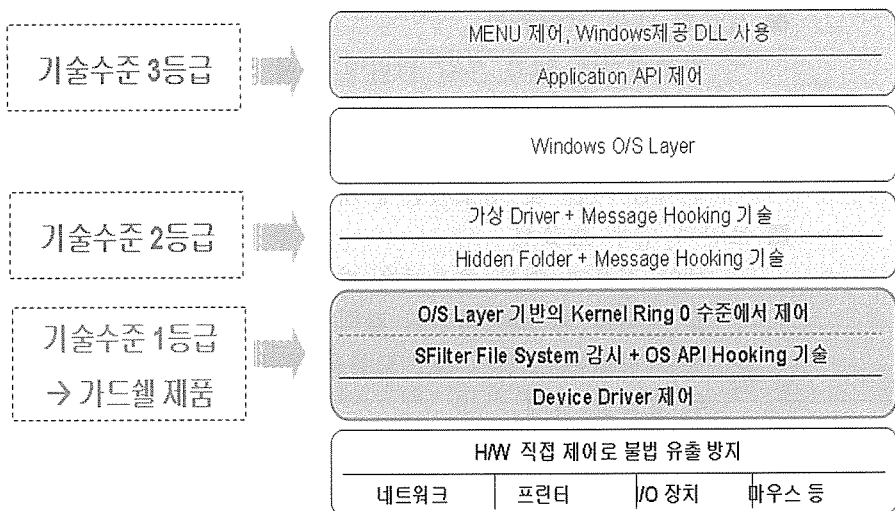 기술수준 3등급
MENU 제어, Windows제공 DLL 사용
Application API 제어
Windows O/S Layer
기술수준 2등급
가상 Driver + Message Hooking 기술
Hidden Folder + Message Hooking 기술
기술수준 1등급
→ 가드쉘 제품
O/S Layer 기반의 Kernel Ring 0 수준에서 제어
SFilter File System 감시 + OS API Hooking 기술
Device Driver 제어
H/W 직접 제어로 불법 유출 방지
네트워크 프린터 I/O 장치 마우스 등